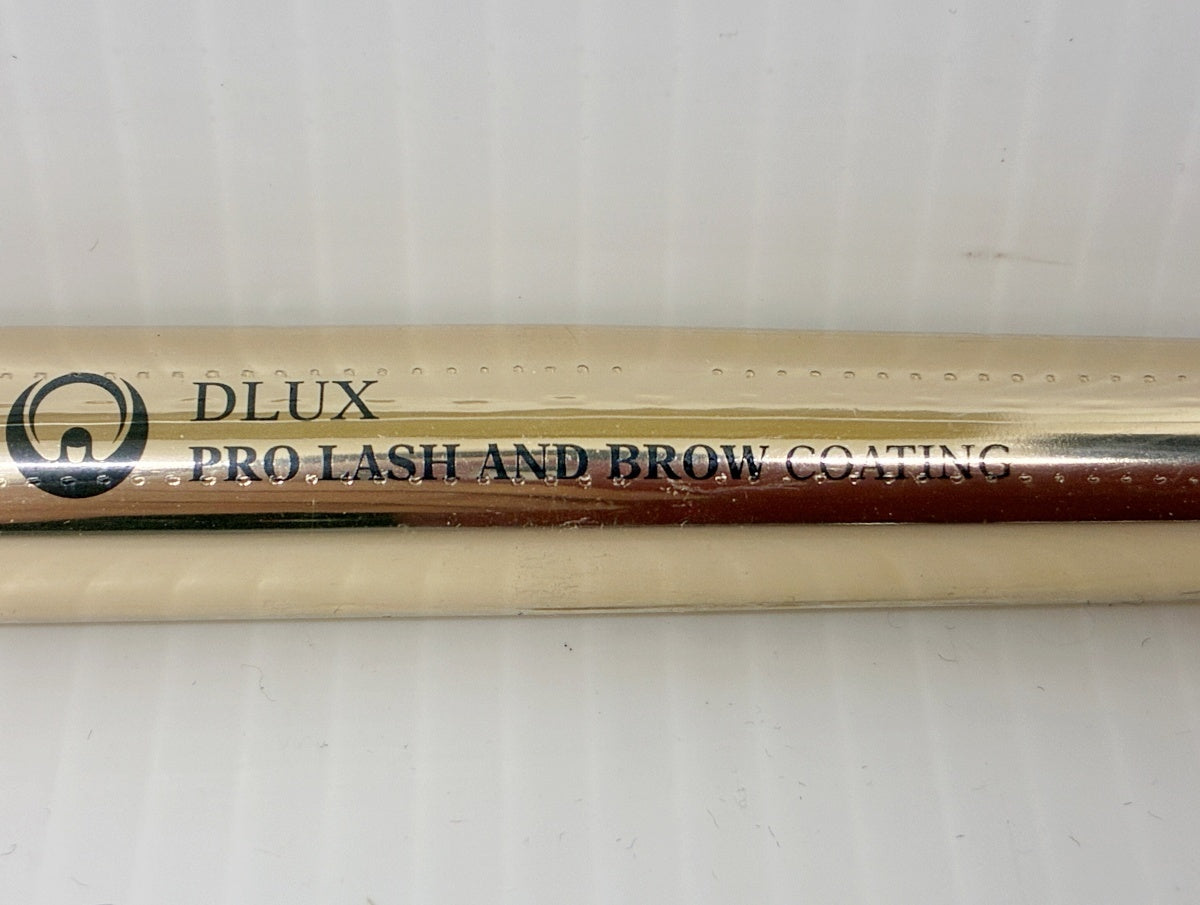 DLUX
PRO LASH AND BROW COATING